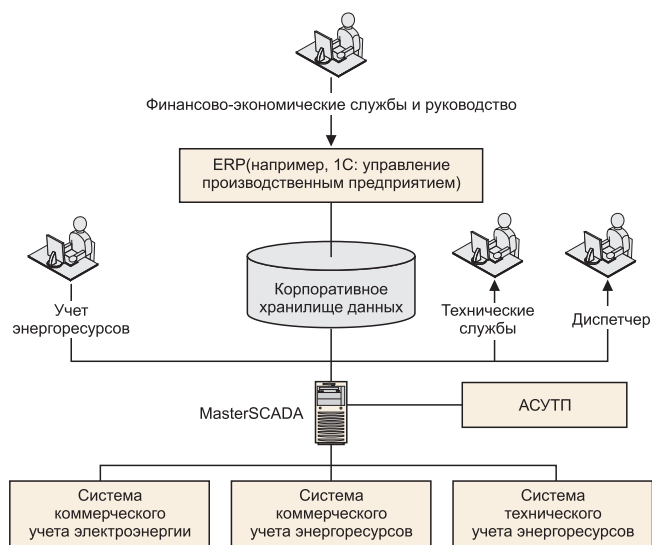 Финансово-экономические службы и руководство
ERP(например, 1С: управление
производственным предприятием)
Корпоративное
хранилище данных
Учет
энергоресурсов
Технические
службы
Диспетчер
MasterSCADA
АСУТП
Система
коммерческого
учета электроэнергии
Система
коммерческого
учета энергоресурсов
Система
технического
учета энергоресурсов